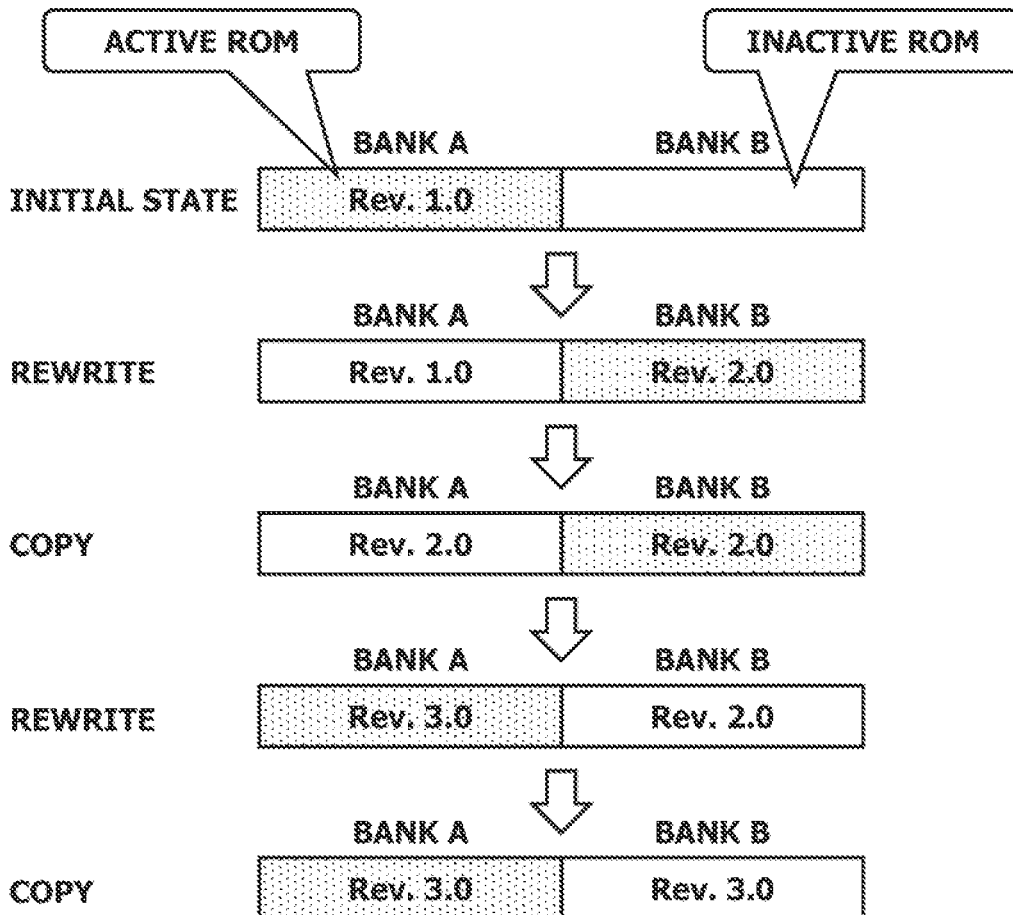 ACTIVE ROM INACTIVE ROM
BANK A BANK B
INITIAL STATE Rev. 1.0
BANK A BANK B
REWRITE Rev. 1.0 Rev. 2.0
BANK A BANK B
COPY Rev. 2.0 Rev. 2.0
BANK A BANK B
REWRITE Rev. 3.0 Rev. 2.0
BANK A BANK B
COPY Rev. 3.0 Rev. 3.0